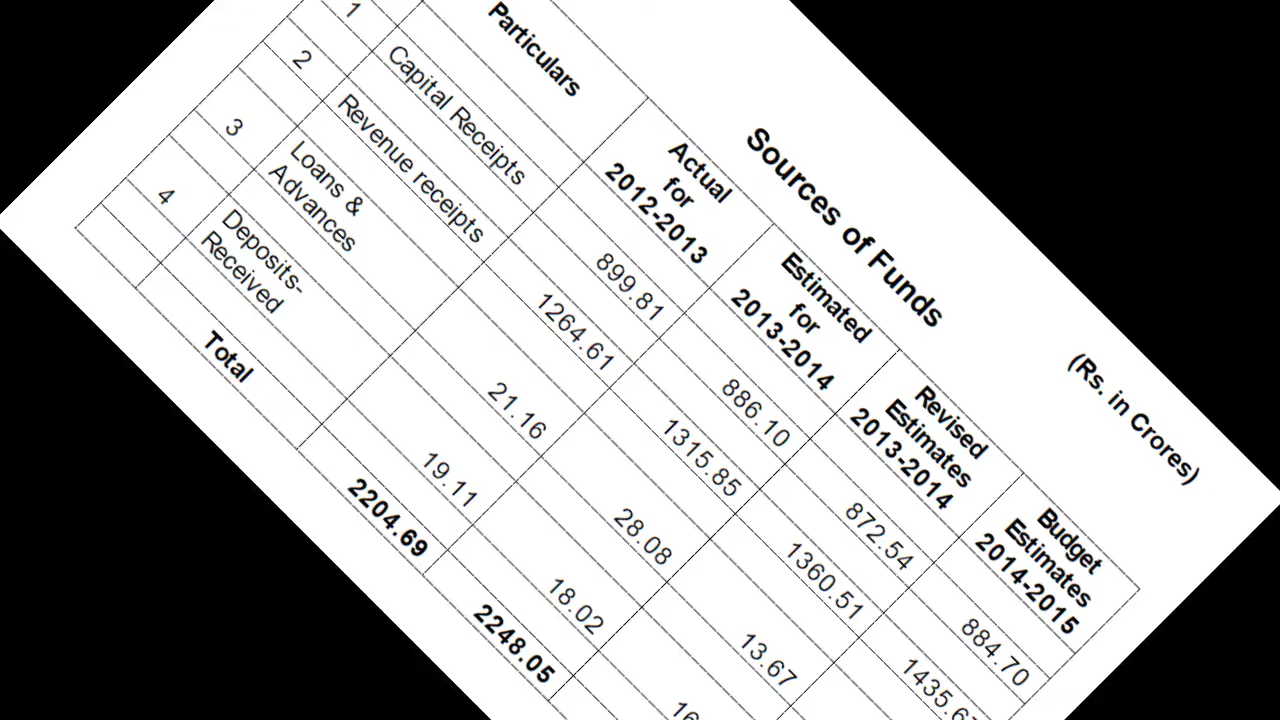 Sources of Funds
(Rs. in Crores)
Particulars
Actual
for
2012-2013
Estimated
for
2013-2014
Revised
Estimates
2013-2014
Budget
Estimates
2014-2015
1 Capital Receipts 899.81 886.10 872.54 884.70
2 Revenue receipts 1264.61 1315.85 1360.51
3 Loans &
Advances 21.16 28.08 13.67
4 Deposits-
Received 19.11 18.02
Total 2204.69 2248.05